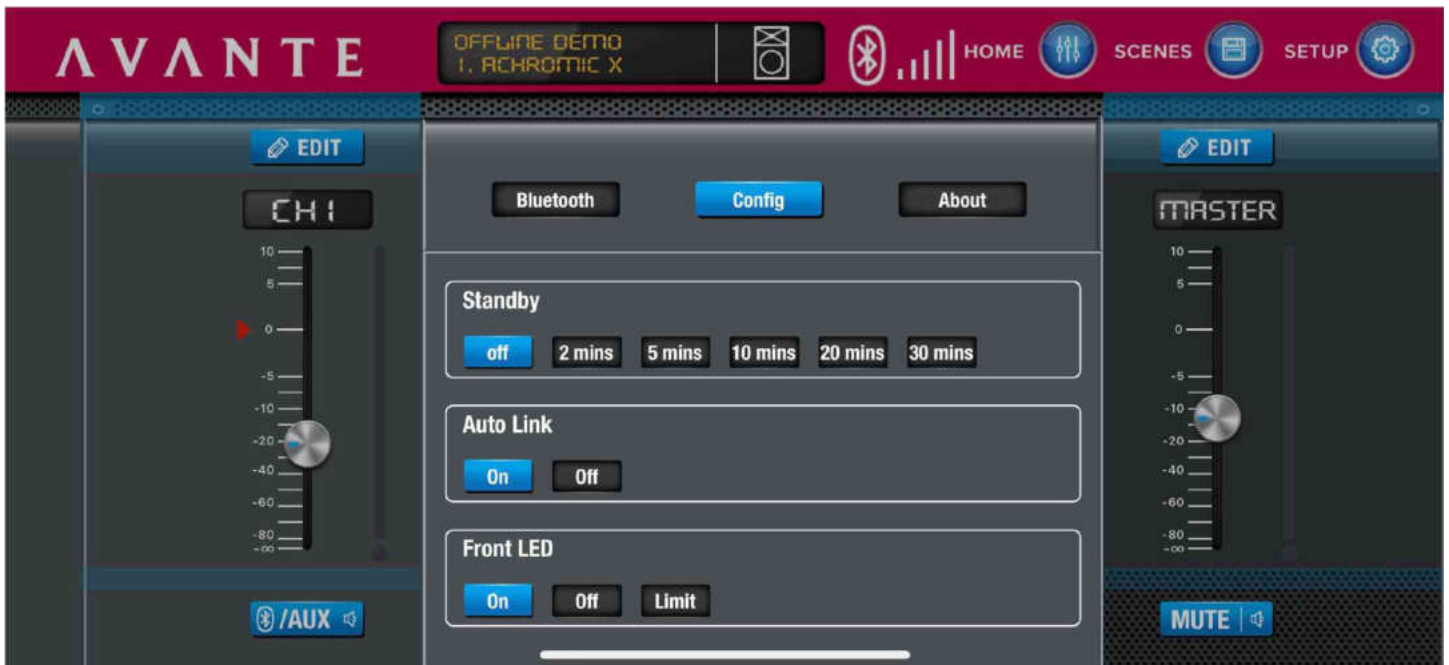 AVANTE
OFFLINE DEMO
1. ACHROMIC X
HOME
SCENES
SETUP
EDIT
CH1
10
5
0
-5
-10
-20
-40
-60
-80
-∞
/AUX
Bluetooth
Config
About
Standby
off
2 mins
5 mins
10 mins
20 mins
30 mins
Auto Link
On
Off
Front LED
On
Off
Limit
EDIT
MASTER
10
5
0
-5
-10
-20
-40
-60
-80
-∞
MUTE